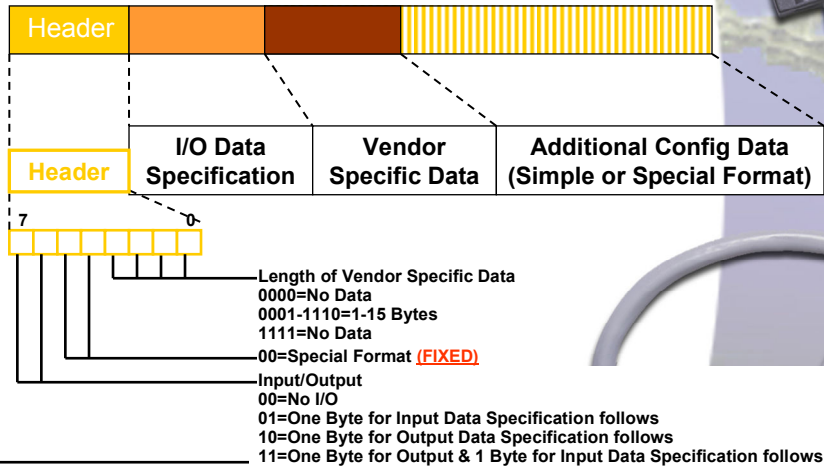 Header
Header
I/O Data
Specification
Vendor
Specific Data
Additional Config Data
(Simple or Special Format)
7 0
Length of Vendor Specific Data
0000=No Data
0001-1110=1-15 Bytes
1111=No Data
00=Special Format (FIXED)
Input/Output
00=No I/O
01=One Byte for Input Data Specification follows
10=One Byte for Output Data Specification follows
11=One Byte for Output & 1 Byte for Input Data Specification follows